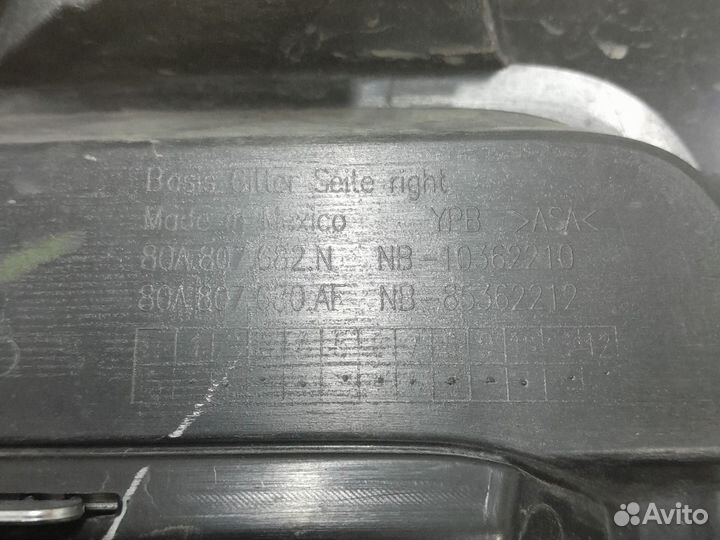 Basis Gitter Seite right
Made in Mexico YPB >ASA<
80A.807.682.N NB-10362210
80A.807.680.AF NB-85362212
12
Avito